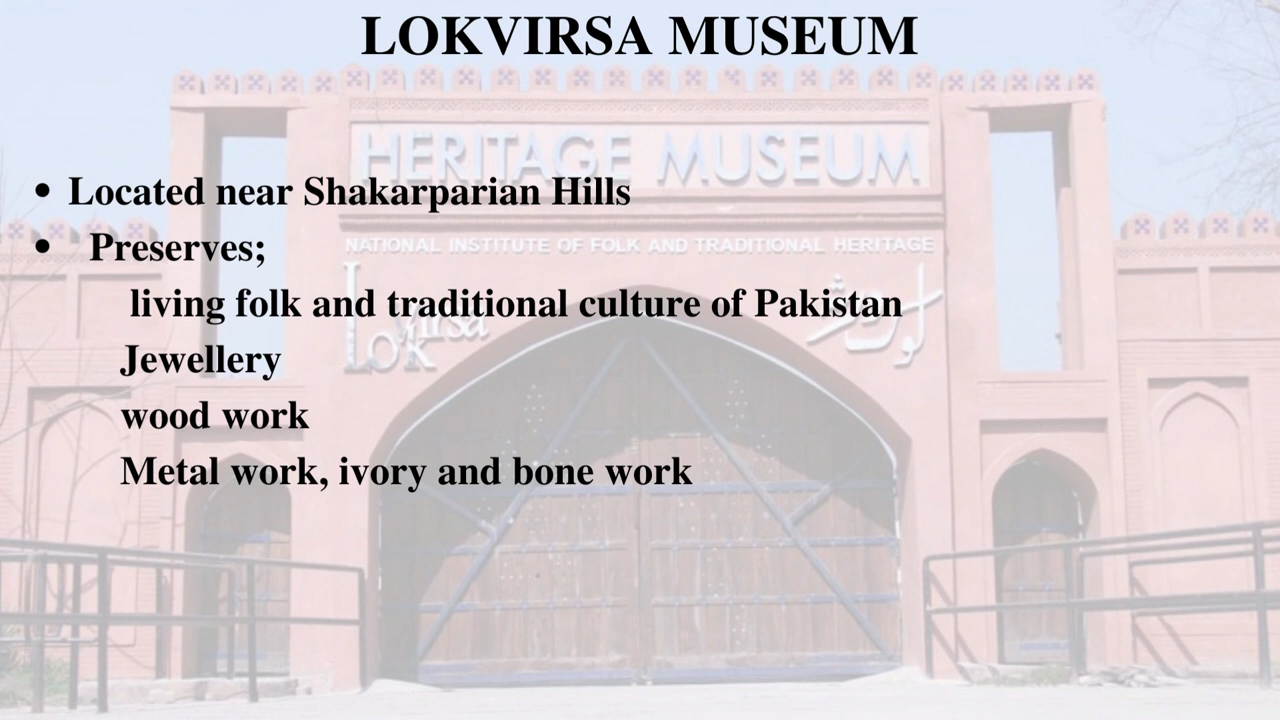 LOKVIRSA MUSEUM
HERITAGE MUSEUM
• Located near Shakarparian Hills
• Preserves;
NATIONAL INSTITUTE OF FOLK AND TRADITIONAL HERITAGE
living folk and traditional culture of Pakistan
Lok virsa
لوک ورثہ
Jewellery
wood work
Metal work, ivory and bone work